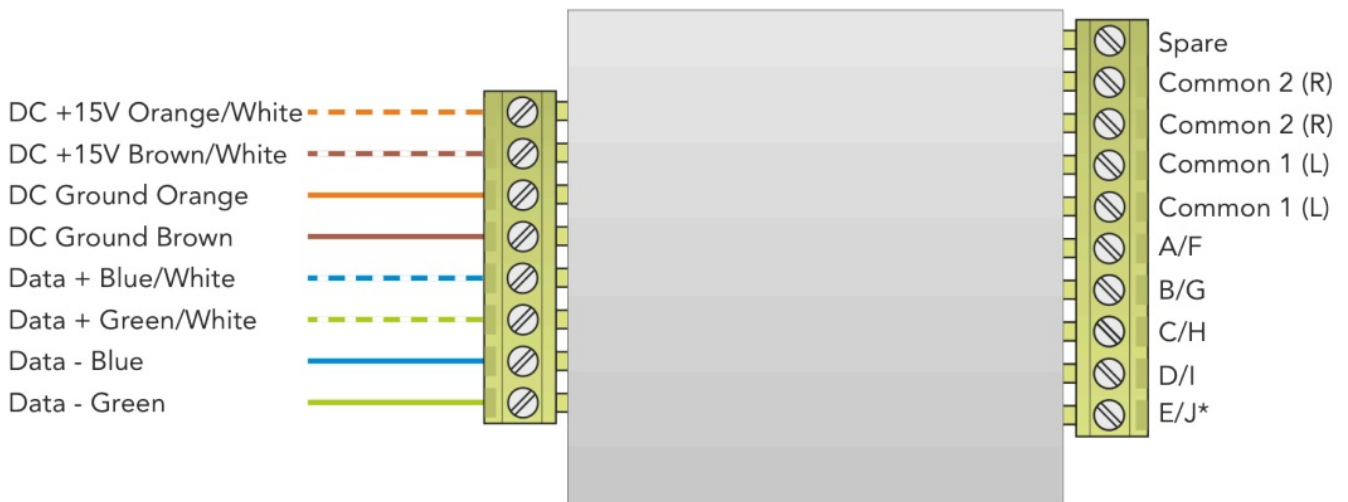 DC +15V Orange/White
DC +15V Brown/White
DC Ground Orange
DC Ground Brown
Data + Blue/White
Data + Green/White
Data - Blue
Data - Green
Spare
Common 2 (R)
Common 2 (R)
Common 1 (L)
Common 1 (L)
A/F
B/G
C/H
D/I
E/J*